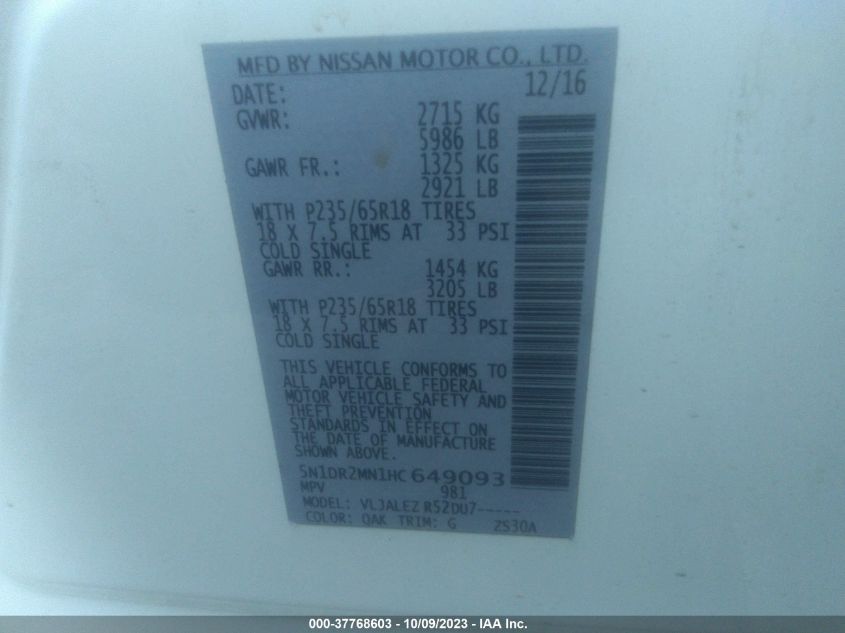 MFD BY NISSAN MOTOR CO., LTD.
DATE: 12/16
GVWR: 2715 KG
5986 LB
GAWR FR.: 1325 KG
2921 LB
WITH P235/65R18 TIRES
18 X 7.5 RIMS AT 33 PSI
COLD SINGLE
GAWR RR.: 1454 KG
3205 LB
WITH P235/65R18 TIRES
18 X 7.5 RIMS AT 33 PSI
COLD SINGLE
THIS VEHICLE CONFORMS TO
ALL APPLICABLE FEDERAL
MOTOR VEHICLE SAFETY AND
THEFT PREVENTION
STANDARDS IN EFFECT ON
THE DATE OF MANUFACTURE
SHOWN ABOVE.
5N1DR2MN1HC649093
MPV 981
MODEL: VLJALEZ R52DU7-----
COLOR: QAK TRIM: G ZS30A
000-37768603 - 10/09/2023 - IAA Inc.